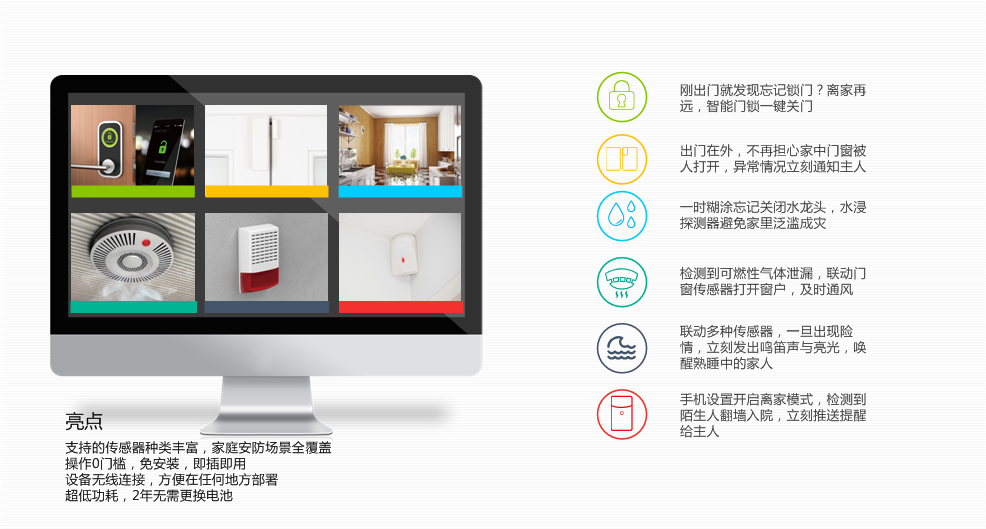 刚出门就发现忘记锁门？离家再
远，智能门锁一键关门
出门在外，不再担心家中门窗被
人打开，异常情况立刻通知主人
一时糊涂忘记关闭水龙头，水浸
探测器避免家里泛滥成灾
检测到可燃性气体泄漏，联动门
窗传感器打开窗户，及时通风
联动多种传感器，一旦出现险
情，立刻发出鸣笛声与亮光，唤
醒熟睡中的家人
手机设置开启离家模式，检测到
陌生人翻墙入院，立刻推送提醒
给主人
亮点
支持的传感器种类丰富，家庭安防场景全覆盖
操作0门槛，免安装，即插即用
设备无线连接，方便在任何地方部署
超低功耗，2年无需更换电池